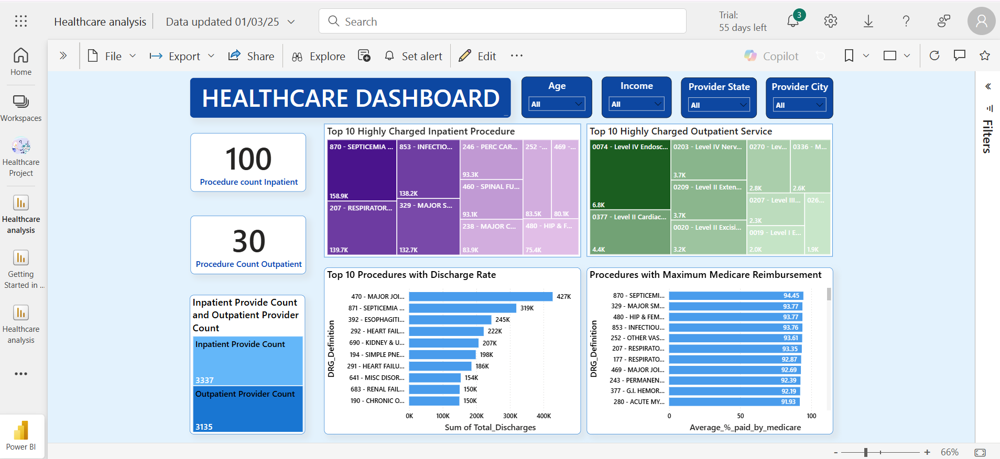 Healthcare analysis
Data updated 01/03/25
Search
Trial:
55 days left
3
Home
Workspaces
Healthcare
Project
Healthcare
analysis
Getting
Started in ...
Healthcare
analysis
Power BI
File
Export
Share
Explore
Set alert
Edit
Copilot
HEALTHCARE DASHBOARD
Age
All
Income
All
Provider State
All
Provider City
All
Filters
100
Procedure count Inpatient
30
Procedure Count Outpatient
Inpatient Provide Count
and Outpatient Provider
Count
Inpatient Provide Count
3337
Outpatient Provider Count
3135
Top 10 Highly Charged Inpatient Procedure
870 - SEPTICEMIA ...
158.9K
207 - RESPIRATOR...
139.7K
853 - INFECTIO...
138.2K
329 - MAJOR S...
132.7K
246 - PERC CAR...
93.3K
460 - SPINAL FU...
93.1K
238 - MAJOR C...
83.9K
252 -...
83.5K
469 -...
80.1K
480 - HIP & F...
75.4K
Top 10 Highly Charged Outpatient Service
0074 - Level IV Endosc...
6.8K
0377 - Level II Cardiac...
4.4K
0203 - Level IV Nerv...
3.7K
0209 - Level II Exten...
3.7K
0020 - Level II Excisi...
3.2K
0270 - Lev...
2.8K
0336 - M...
2.6K
0207 - Level III...
2.3K
0019 - Level I E...
2.0K
026...
1.9K
Top 10 Procedures with Discharge Rate
DRG_Definition
470 - MAJOR JOI... 427K
871 - SEPTICEMIA ... 319K
392 - ESOPHAGITI... 245K
292 - HEART FAIL... 222K
690 - KIDNEY & U... 207K
194 - SIMPLE PNE... 198K
291 - HEART FAILU... 186K
641 - MISC DISOR... 154K
683 - RENAL FAIL... 150K
190 - CHRONIC O... 150K
0K 100K 200K 300K 400K
Sum of Total_Discharges
Procedures with Maximum Medicare Reimbursement
DRG_Definition
870 - SEPTICEMI... 94.45
329 - MAJOR SM... 93.77
480 - HIP & FEM... 93.77
853 - INFECTIOU... 93.76
252 - OTHER VAS... 93.61
207 - RESPIRATO... 93.35
177 - RESPIRATO... 92.87
469 - MAJOR JOI... 92.69
243 - PERMANEN... 92.39
377 - G.I. HEMOR... 92.19
280 - ACUTE MY... 91.93
0 50 100
Average_%_paid_by_medicare
- + 66%